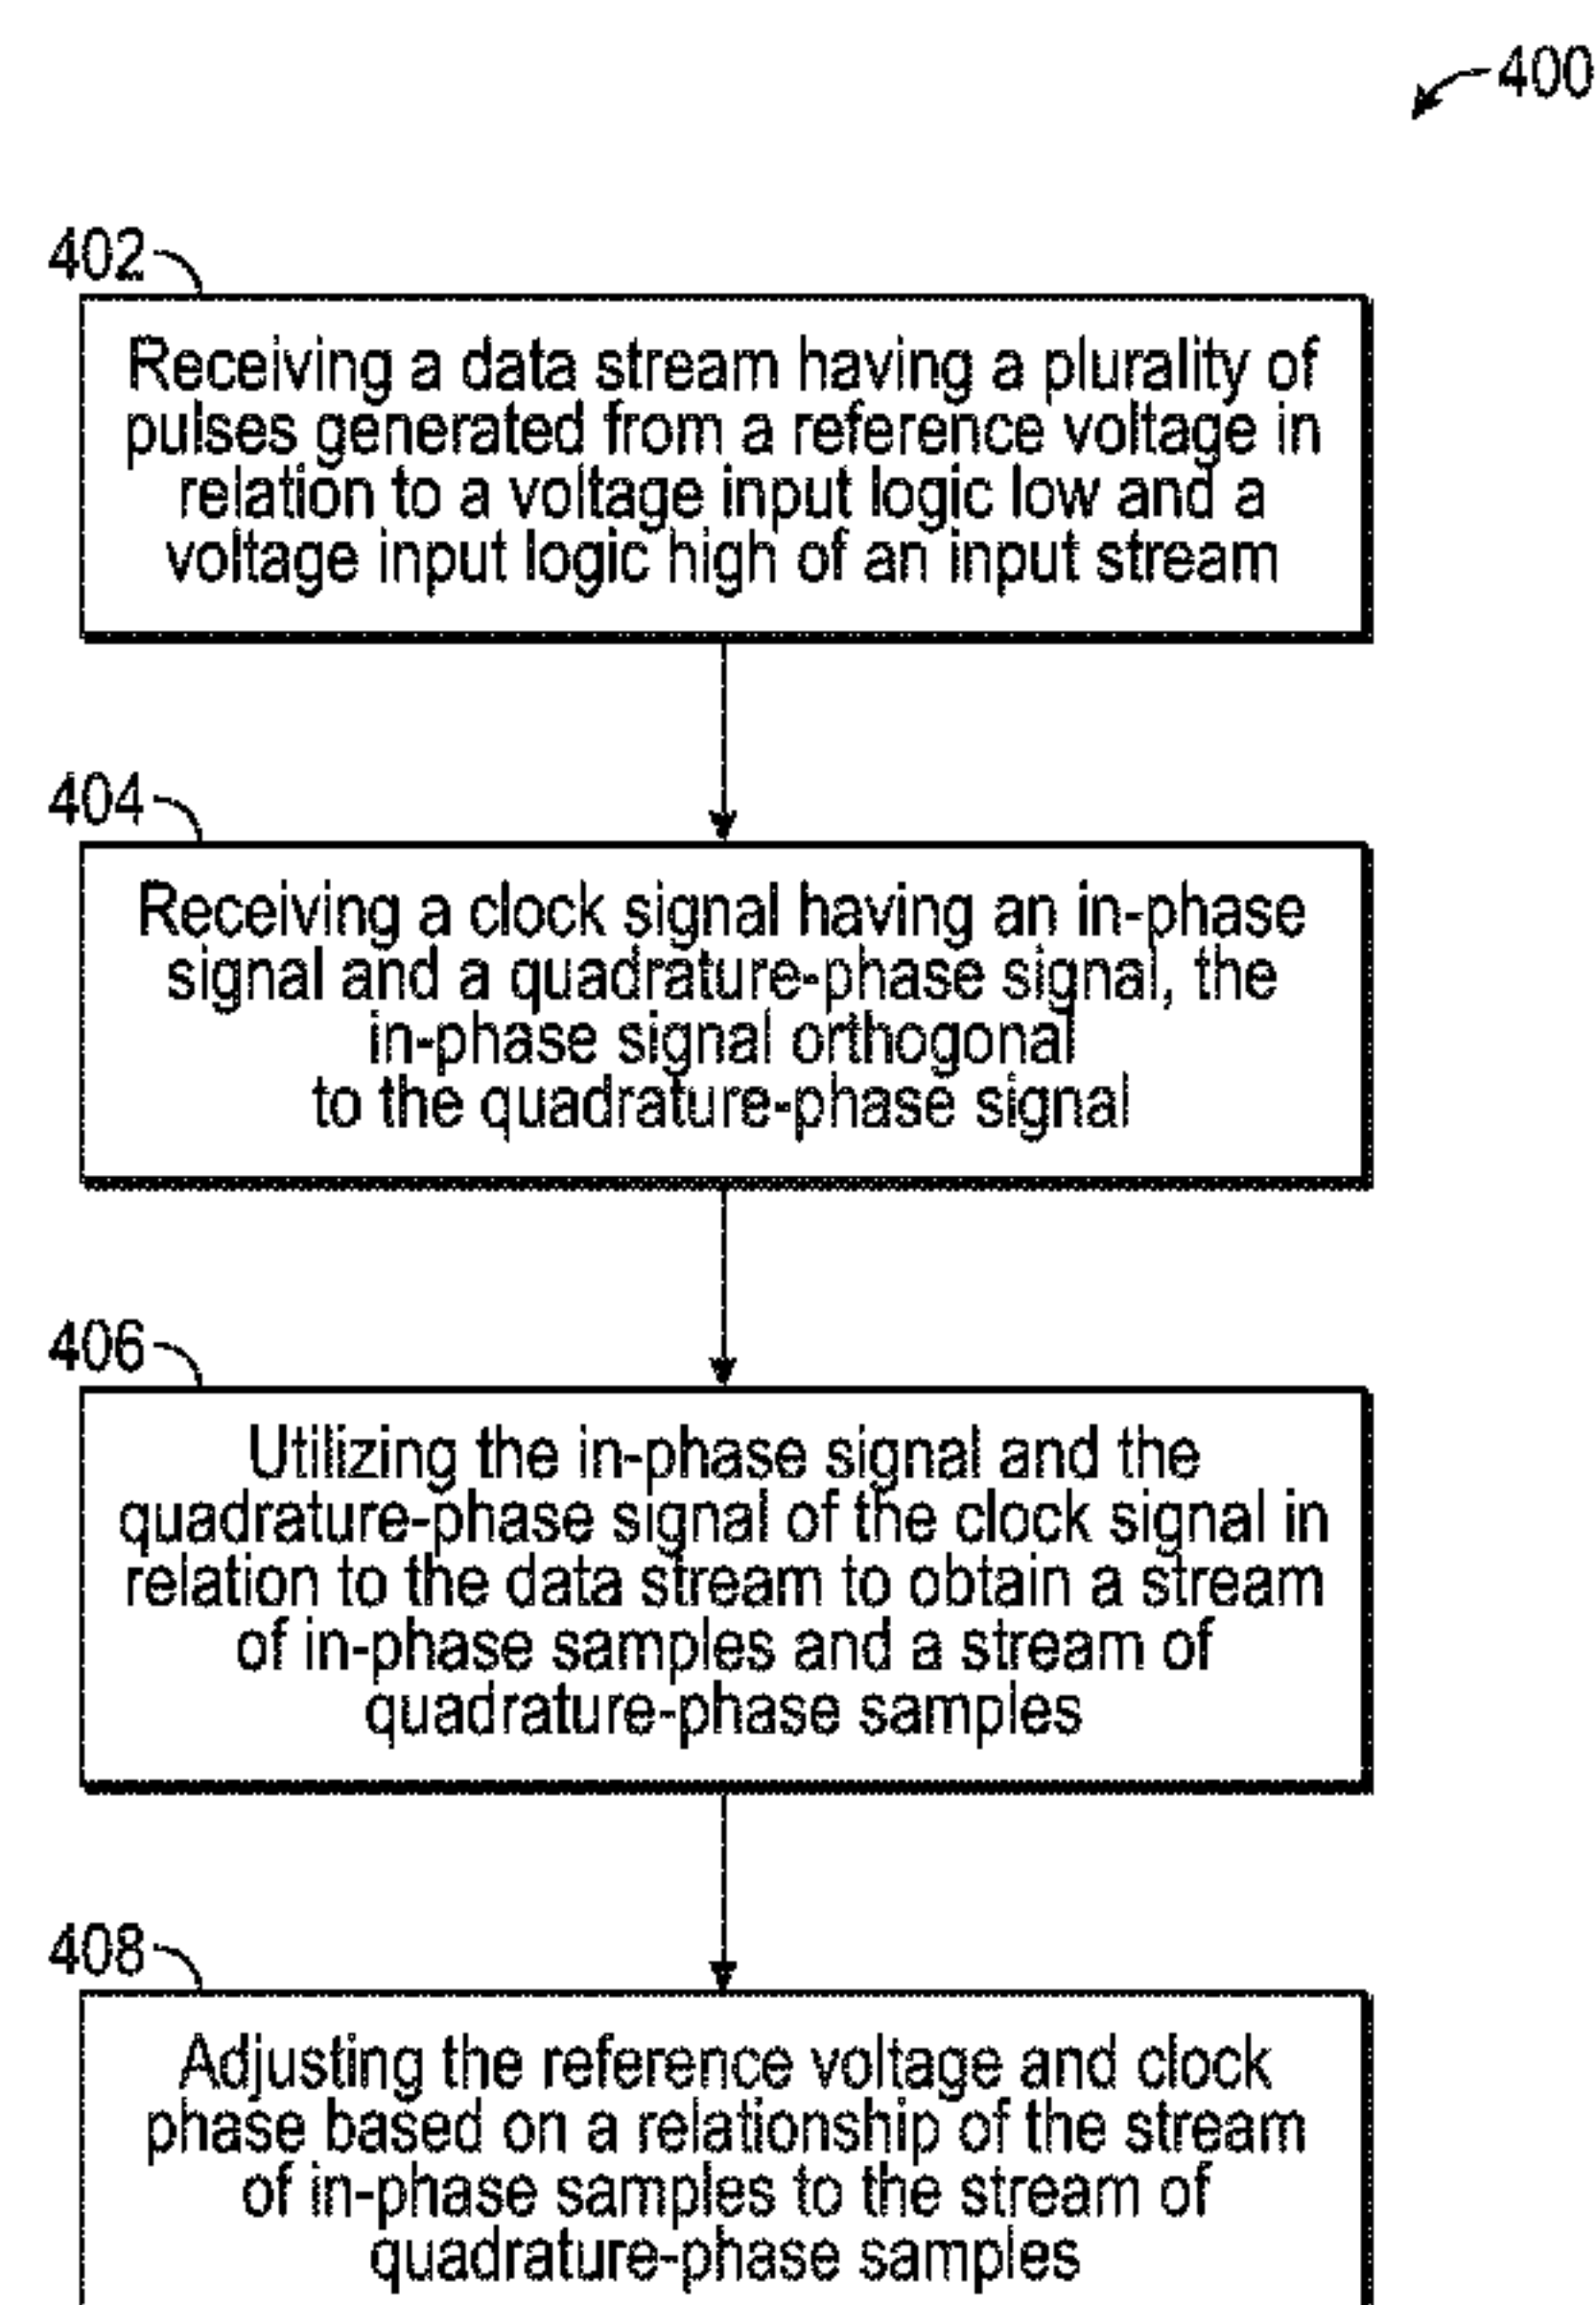 400
402
Receiving a data stream having a plurality of
pulses generated from a reference voltage in
relation to a voltage input logic low and a
voltage input logic high of an input stream
404
Receiving a clock signal having an in-phase
signal and a quadrature-phase signal, the
in-phase signal orthogonal
to the quadrature-phase signal
406
Utilizing the in-phase signal and the
quadrature-phase signal of the clock signal in
relation to the data stream to obtain a stream
of in-phase samples and a stream of
quadrature-phase samples
408
Adjusting the reference voltage and clock
phase based on a relationship of the stream
of in-phase samples to the stream of
quadrature-phase samples